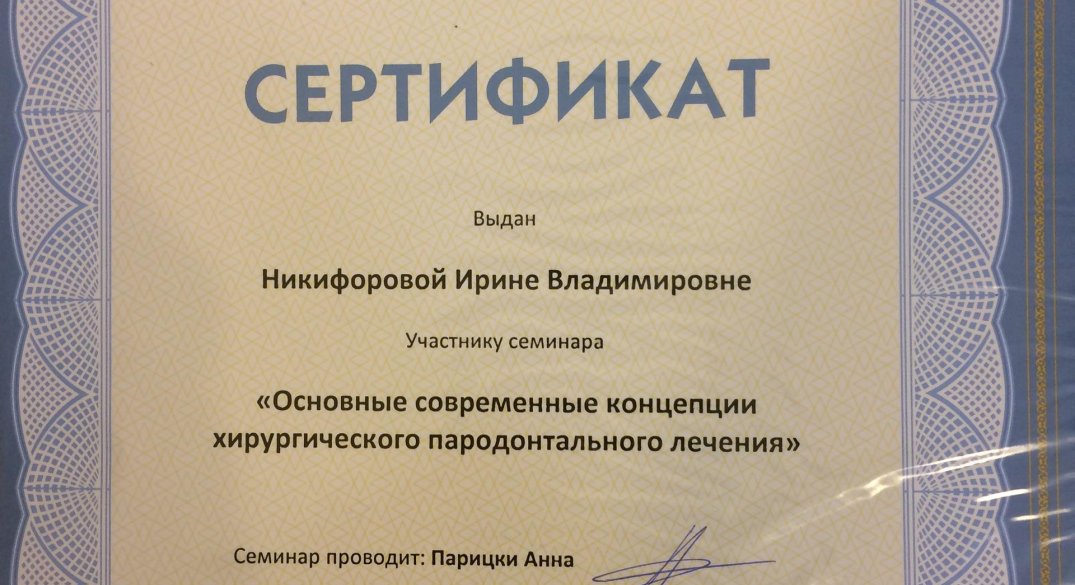 СЕРТИФИКАТ
Выдан
Никифоровой Ирине Владимировне
Участнику семинара
«Основные современные концепции
хирургического пародонтального лечения»
Семинар проводит: Парицки Анна